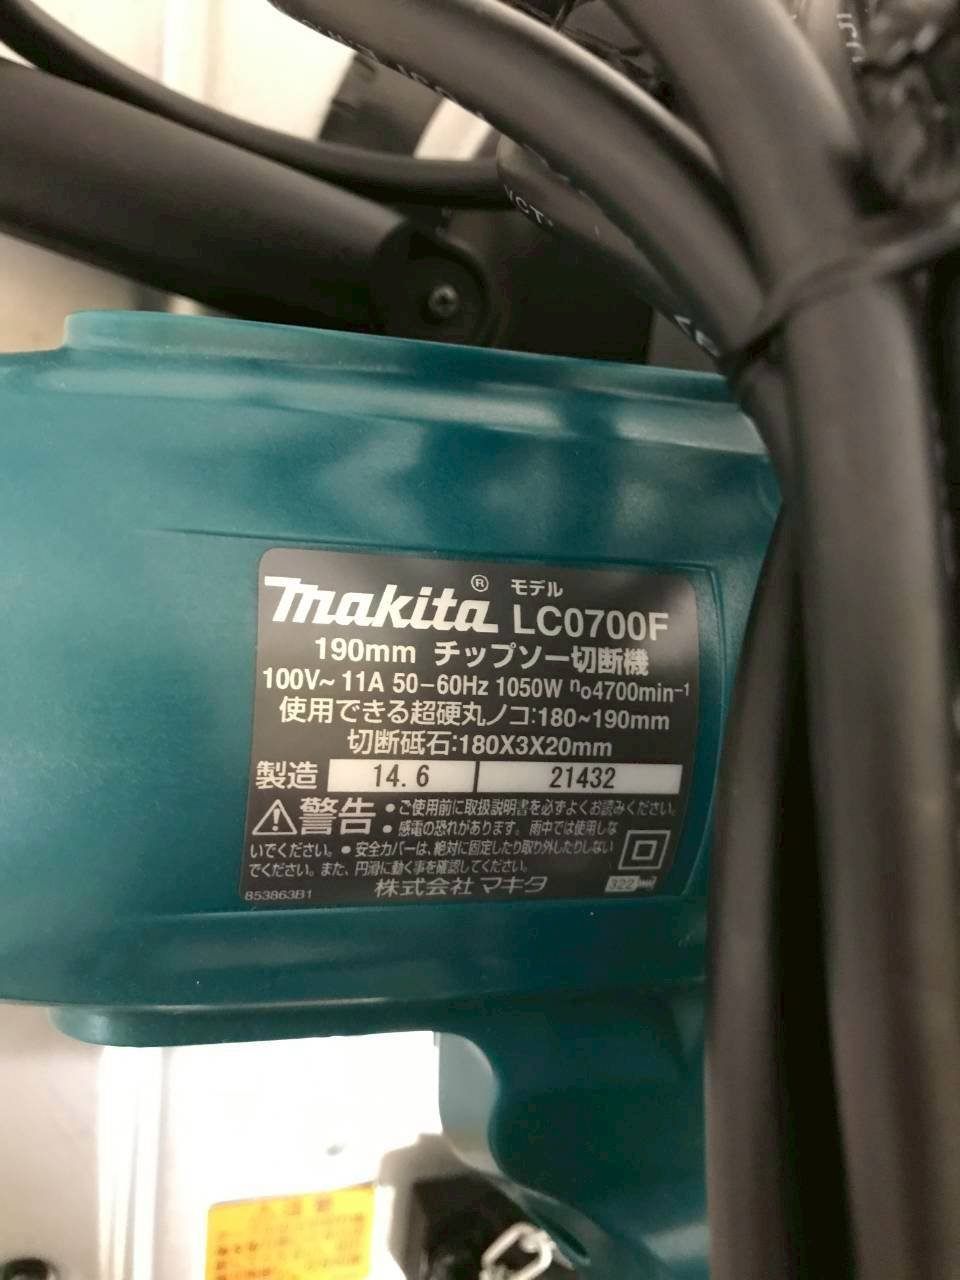 VCT
makita® モデル LC0700F
190mm チップソー切断機
100V~ 11A 50-60Hz 1050W n₀4700min⁻¹
使用できる超硬丸ノコ:180~190mm
切断砥石:180X3X20mm
製造 14. 6 21432
警告 •ご使用前に取扱説明書を必ずよくお読みください。
•感電の恐れがあります。雨中では使用しな
いでください。•安全カバーは、絶対に固定したり取り外したりしない
でください。また、円滑に動く事を確認してください。
853863B1 株式会社 マキタ 322
注意